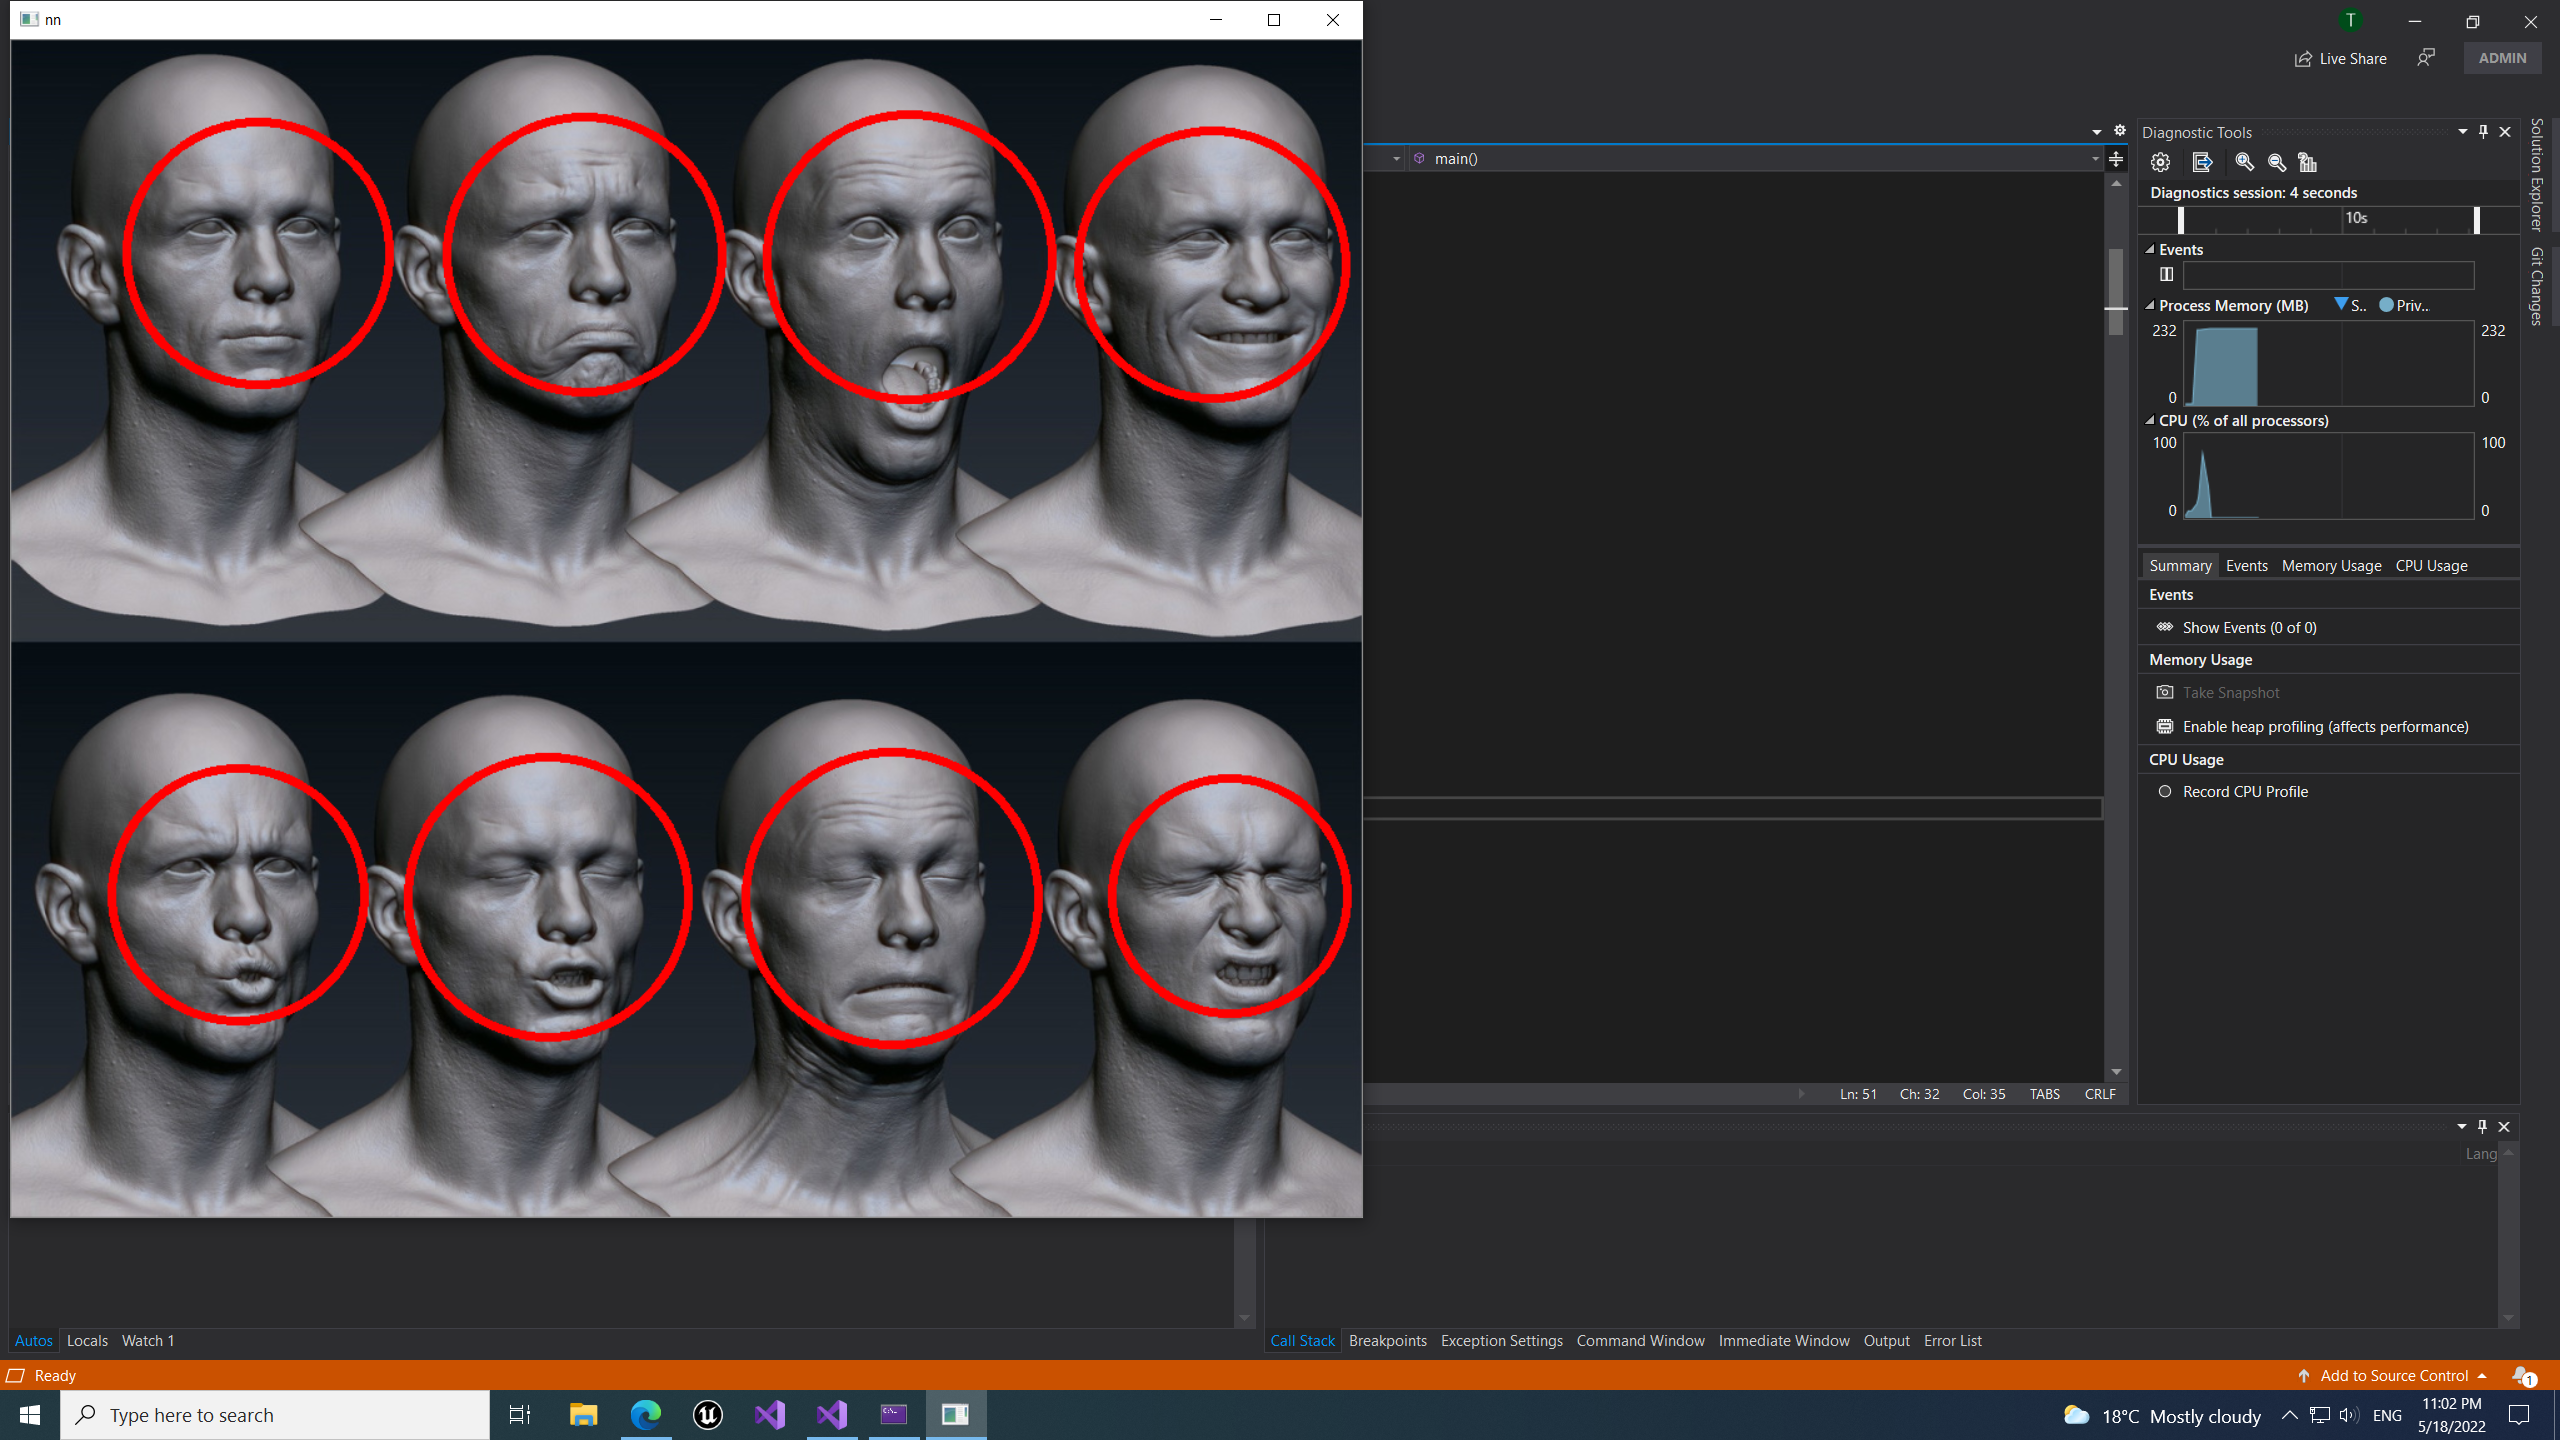 nn
T
Live Share
ADMIN
main()
Diagnostic Tools
Diagnostics session: 4 seconds
10s
Events
Process Memory (MB)
S..
Priv...
232
232
0
0
CPU (% of all processors)
100
100
0
0
Summary
Events
Memory Usage
CPU Usage
Events
Show Events (0 of 0)
Memory Usage
Take Snapshot
Enable heap profiling (affects performance)
CPU Usage
Record CPU Profile
Solution Explorer
Git Changes
Ln: 51
Ch: 32
Col: 35
TABS
CRLF
Lang
Autos
Locals
Watch 1
Call Stack
Breakpoints
Exception Settings
Command Window
Immediate Window
Output
Error List
Ready
Add to Source Control
1
Type here to search
18°C Mostly cloudy
ENG
11:02 PM
5/18/2022